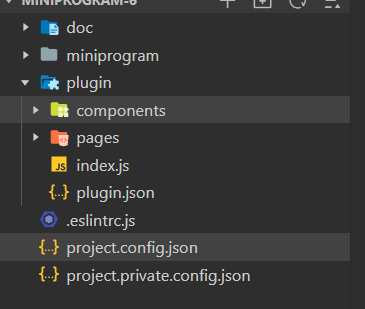 MINIPROGRAM-6
doc
miniprogram
plugin
components
pages
JS index.js
{..} plugin.json
.eslintrc.js
{..} project.config.json
{..} project.private.config.json